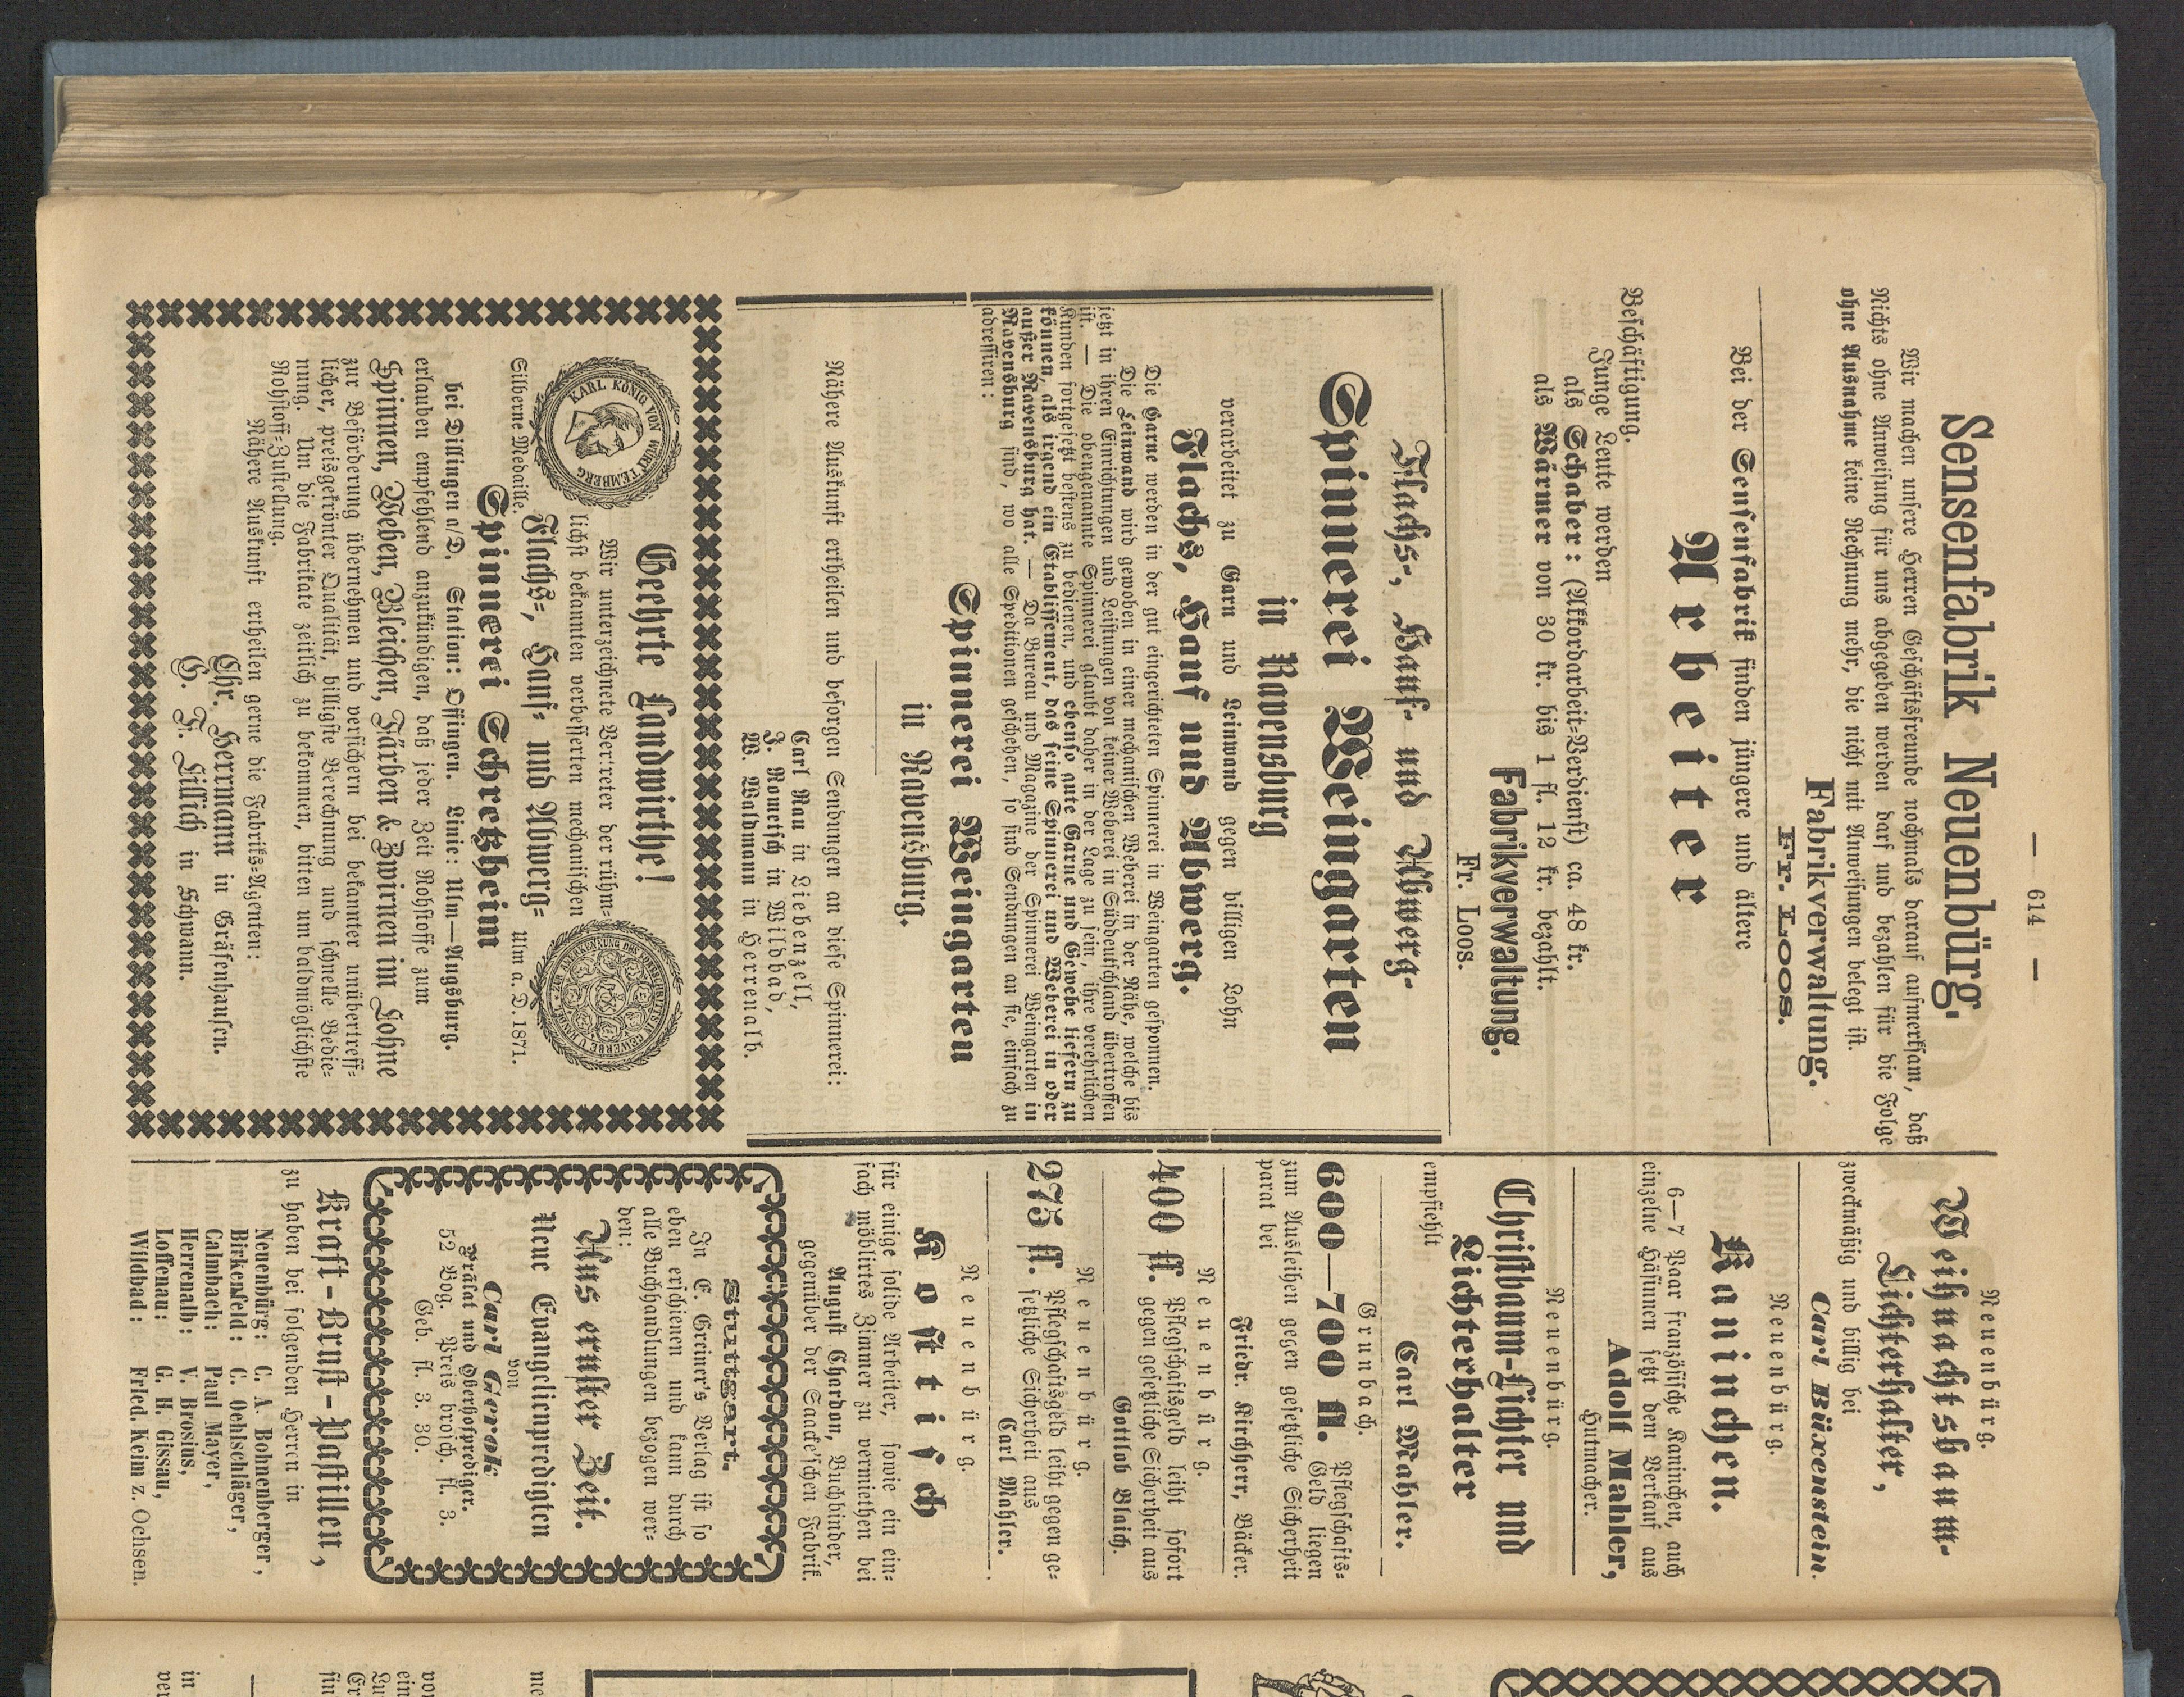 — 614 —
Sensenfabrik Neuenbürg.
Wir machen unsere Herren Geschäftsfreunde nochmals darauf aufmerksam, daß
Nichts ohne Anweisung für uns abgegeben werden darf und bezahlen für die Folge
ohne Ausnahme keine Rechnung mehr, die nicht mit Anweisungen belegt ist.
Fabrikverwaltung.
Fr. Loos.
Bei der Sensenfabrik finden jüngere und ältere
Arbeiter
Beschäftigung.
Junge Leute werden
als Schaber: (Akkordarbeit-Verdienst) ca. 48 kr.
als Wärmer von 30 kr. bis 1 fl. 12 kr. bezahlt.
Fabrikverwaltung.
Fr. Loos.
Flachs-, Hanf- und Abwerg-
Spinnerei Weingarten
in Ravensburg
verarbeitet zu Garn und Leinwand gegen billigen Lohn
Flachs, Hanf und Abwerg.
Die Garne werden in der gut eingerichteten Spinnerei in Weingarten gesponnen.
Die Leinwand wird gewoben in einer mechanischen Weberei in der Nähe, welche bis
jetzt in ihren Einrichtungen und Leistungen von keiner Weberei in Süddeutschland übertroffen
ist. — Die obengenannte Spinnerei glaubt daher in der Lage zu sein, ihre verehrlichen
Kunden fortgesetzt bestens zu bedienen, und ebenso gute Garne und Gewebe liefern zu
können, als irgend ein Etablissement, das seine Spinnerei und Weberei in oder
außer Ravensburg hat. — Da Bureau und Magazine der Spinnerei Weingarten in
Ravensburg sind, wo alle Speditionen geschehen, so sind Sendungen an sie, einfach zu
adressiren:
Spinnerei Weingarten
in Ravensburg.
Nähere Auskunft ertheilen und besorgen Sendungen an diese Spinnerei:
Carl Rau in Liebenzell,
J. Rometsch in Wildbad,
W. Waldmann in Herrenalb.
Geehrte Landwirthe!
KARL KÖNIG VON WÜRTTEMBERG
Silberne Medaille.
Ulm a. D. 1871.
Wir unterzeichnete Vertreter der rühm-
lichst bekannten verbesserten mechanischen
Flachs-, Hanf- und Abwerg-
Spinnerei Schretzheim
bei Dillingen a/D. Station: Offingen. Linie: Ulm—Augsburg.
erlauben empfehlend anzukündigen, daß jeder Zeit Rohstoffe zum
Spinnen, Weben, Bleichen, Färben & Zwirnen im Lohne
zur Beförderung übernehmen und versichern bei bekannter unübertreff-
licher, preisgekrönter Qualität, billigste Berechnung und schnelle Bedie-
nung. Um die Fabrikate zeitlich zu bekommen, bitten um baldmöglichste
Rohstoff-Zustellung.
Nähere Auskunft ertheilen gerne die Fabriks-Agenten:
Chr. Herrmann in Gräfenhausen.
G. F. Lillich in Schwann.
Neuenbürg.
Weihnachtsbaum-
Lichterhalter,
zweckmäßig und billig bei
Carl Büxenstein.
Neuenbürg.
Kaninchen.
6—7 Paar französische Kaninchen, auch
einzelne Häsinnen setzt dem Verkauf aus
Adolf Mahler,
Hutmacher.
Neuenbürg.
Christbaum-Lichter und
Lichterhalter
empfiehlt
Carl Mahler.
Grunbach.
600—700 fl. Pflegschafts-
Geld liegen
zum Ausleihen gegen gesetzliche Sicherheit
parat bei
Friedr. Kircherr, Bäcker.
Neuenbürg.
400 fl. Pflegschaftsgeld leiht sofort
gegen gesetzliche Sicherheit aus
Gottlob Blaich.
Neuenbürg.
275 fl. Pflegschaftsgeld leiht gegen ge-
setzliche Sicherheit aus
Carl Mahler.
Neuenbürg.
Kosttisch
für einige solide Arbeiter, sowie ein ein-
fach möblirtes Zimmer zu vermiethen bei
August Chardon, Buchbinder,
gegenüber der Haacke'schen Fabrik.
Stuttgart.
In C. Greiner's Verlag ist so
eben erschienen und kann durch
alle Buchhandlungen bezogen wer-
den:
Aus ernster Zeit.
Neue Evangelienpredigten
von
Carl Gerok
Prälat und Oberhofprediger.
52 Bog. Preis broch. fl. 3.
Geb. fl. 3. 30.
Kraft-Brust-Pastillen,
zu haben bei folgenden Herren in
Neuenbürg: C. A. Bohnenberger,
Birkenfeld: C. Oehlschläger,
Calmbach: Paul Mayer,
Herrenalb: V. Brosius,
Loffenau: G. H. Gissau,
Wildbad: Fried. Keim z. Ochsen.